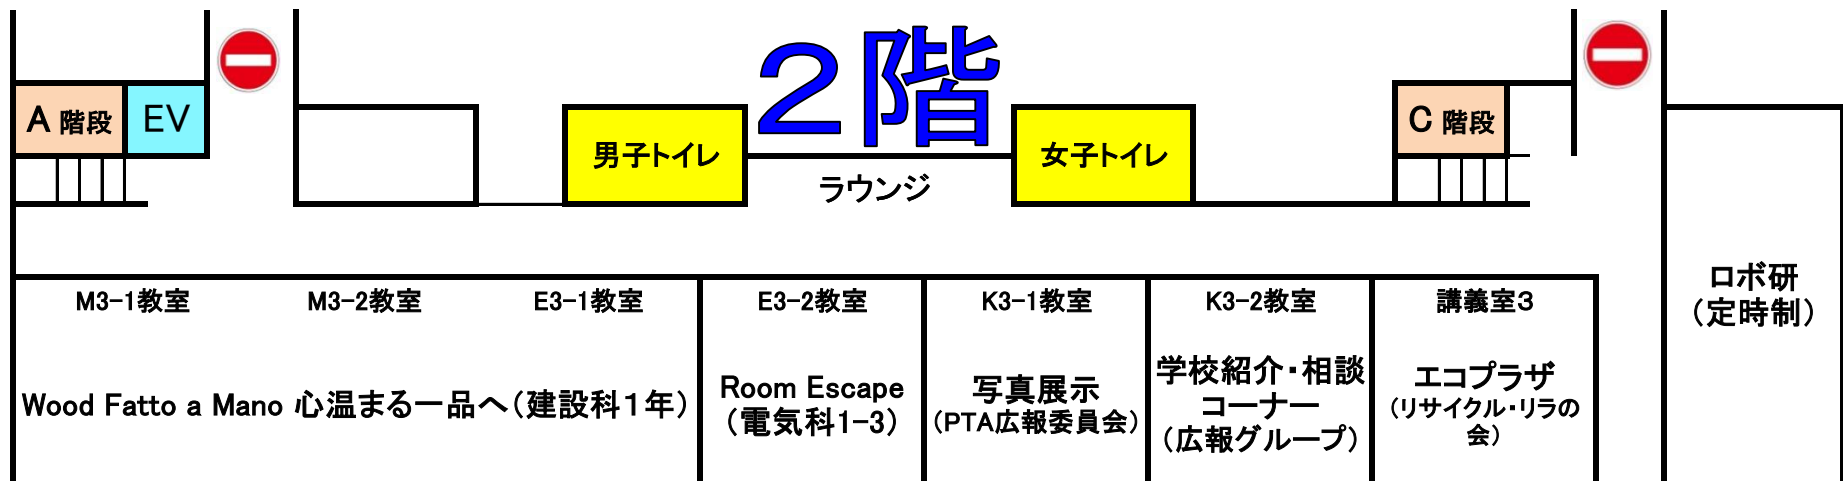 ２階
A 階段
EV
男子トイレ
ラウンジ
女子トイレ
C 階段
M3-1教室
M3-2教室
E3-1教室
E3-2教室
K3-1教室
K3-2教室
講義室３
Wood Fatto a Mano 心温まる一品へ（建設科１年）
Room Escape
（電気科1-3）
写真展示
（PTA広報委員会）
学校紹介・相談
コーナー
（広報グループ）
エコプラザ
（リサイクル・リラの
会）
ロボ研
（定時制）